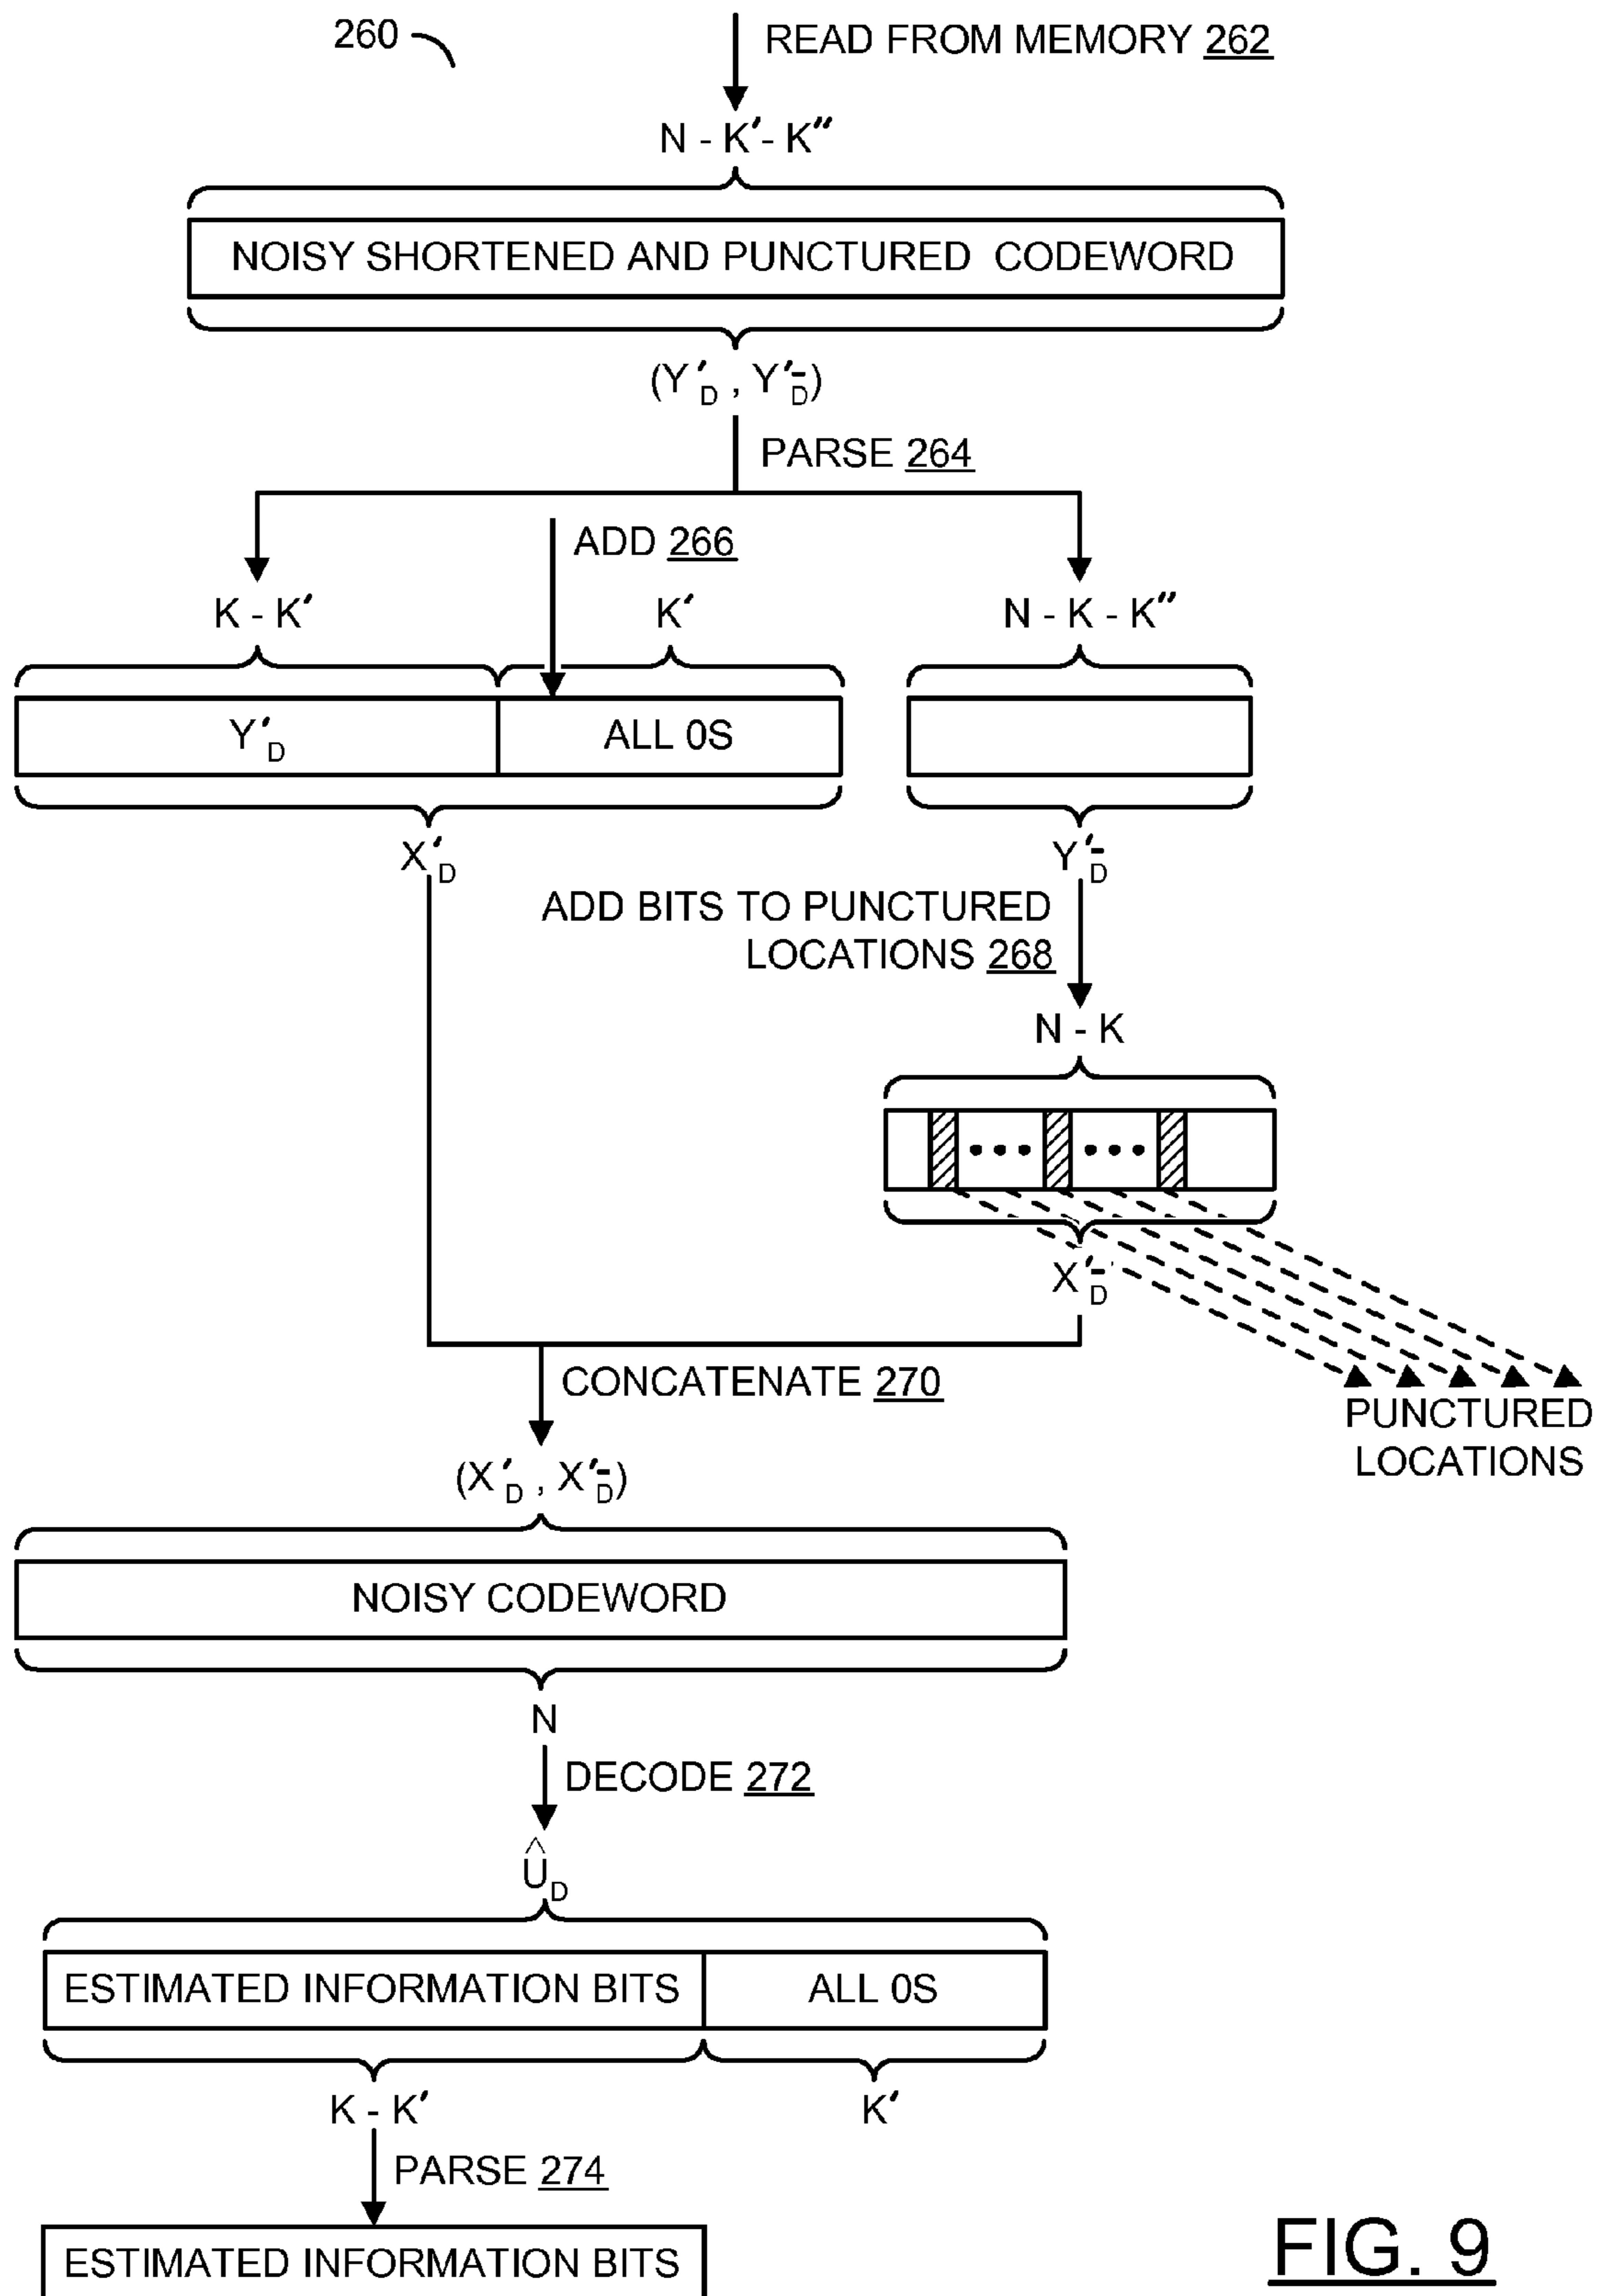 260
READ FROM MEMORY 262
N - K′ - K″
NOISY SHORTENED AND PUNCTURED CODEWORD
(Y′D , Y′D̄)
PARSE 264
ADD 266
K - K′
K′
N - K - K″
Y′D
ALL 0S
X′D
Y′D̄
ADD BITS TO PUNCTURED
LOCATIONS 268
N - K
X′D̄
CONCATENATE 270
PUNCTURED
LOCATIONS
(X′D , X′D̄)
NOISY CODEWORD
N
DECODE 272
ÛD
ESTIMATED INFORMATION BITS
ALL 0S
K - K′
K′
PARSE 274
ESTIMATED INFORMATION BITS
FIG. 9